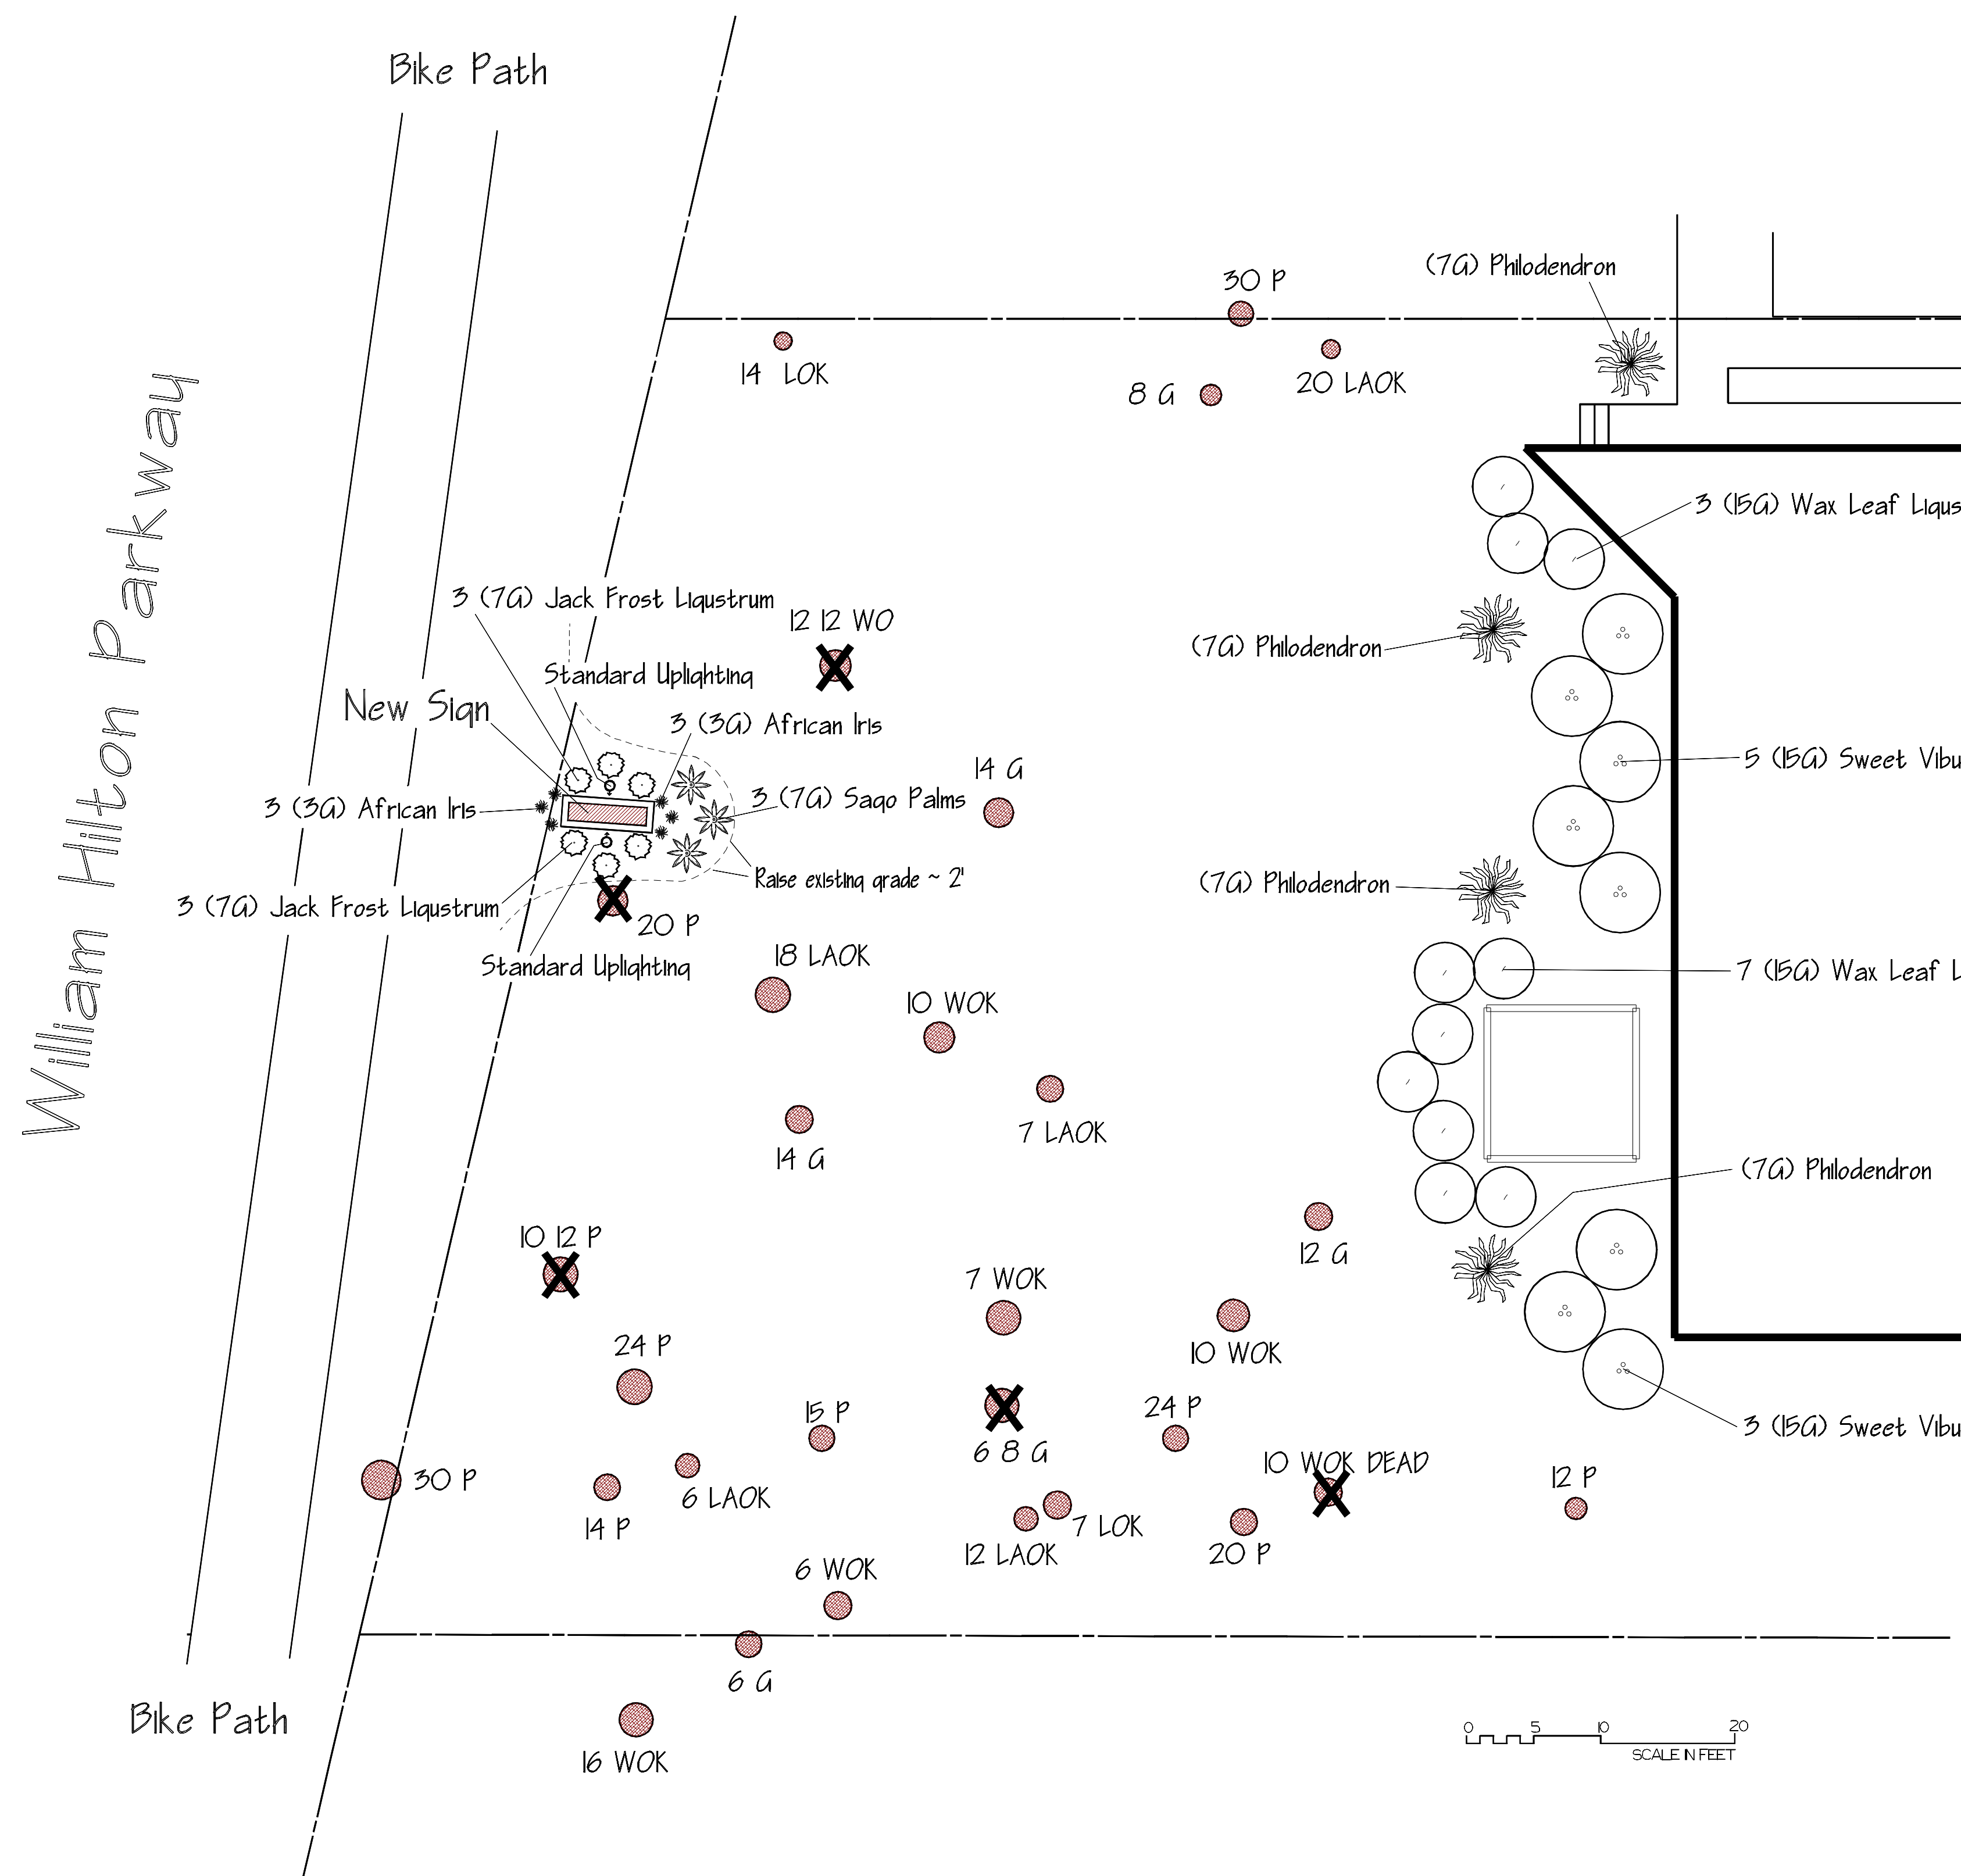 Bike Path
(7G) Philodendron
30 P
14 LOK
8 G
20 LAOK
William Hilton Parkway
3 (15G) Wax Leaf Ligus
3 (7G) Jack Frost Ligustrum
12 12 WO
(7G) Philodendron
Standard Uplighting
New Sign
3 (3G) African Iris
14 G
5 (15G) Sweet Vibu
3 (3G) African Iris
3 (7G) Sago Palms
Raise existing grade ~ 2'
(7G) Philodendron
3 (7G) Jack Frost Ligustrum
20 P
Standard Uplighting
18 LAOK
7 (15G) Wax Leaf L
10 WOK
7 LAOK
14 G
(7G) Philodendron
10 12 P
12 G
7 WOK
24 P
10 WOK
15 P
24 P
3 (15G) Sweet Vibu
6 8 G
10 WOK DEAD
30 P
12 P
6 LAOK
14 P
7 LOK
12 LAOK
20 P
6 WOK
6 G
Bike Path
16 WOK
0 5 10 20
SCALE IN FEET